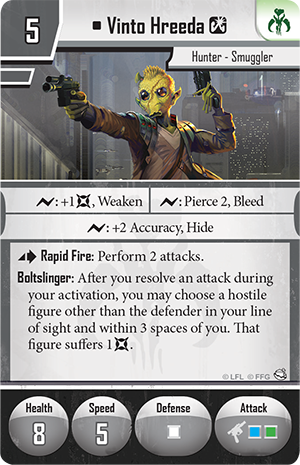 5
Vinto Hreeda
Hunter - Smuggler
: +1, Weaken
: Pierce 2, Bleed
: +2 Accuracy, Hide
Rapid Fire: Perform 2 attacks.
Boltslinger: After you resolve an attack during
your activation, you may choose a hostile
figure other than the defender in your line
of sight and within 3 spaces of you. That
figure suffers 1.
© LFL © FFG
Health Speed Defense Attack
8 5